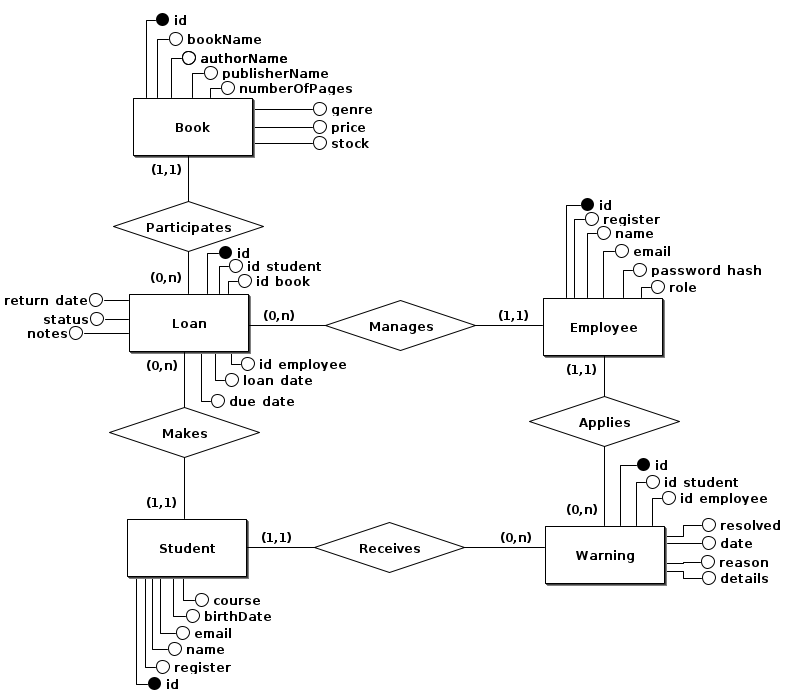 id
bookName
authorName
publisherName
numberOfPages
genre
Book
price
stock
(1,1)
Participates
(0,n)
id
id student
id book
return date
status
notes
Loan
(0,n)
Manages
(1,1)
id
register
name
email
password hash
role
Employee
(0,n)
id employee
loan date
due date
(1,1)
Makes
Applies
(1,1)
(0,n)
id
id student
id employee
Student
(1,1)
Receives
(0,n)
Warning
resolved
date
reason
details
course
birthDate
email
name
register
id